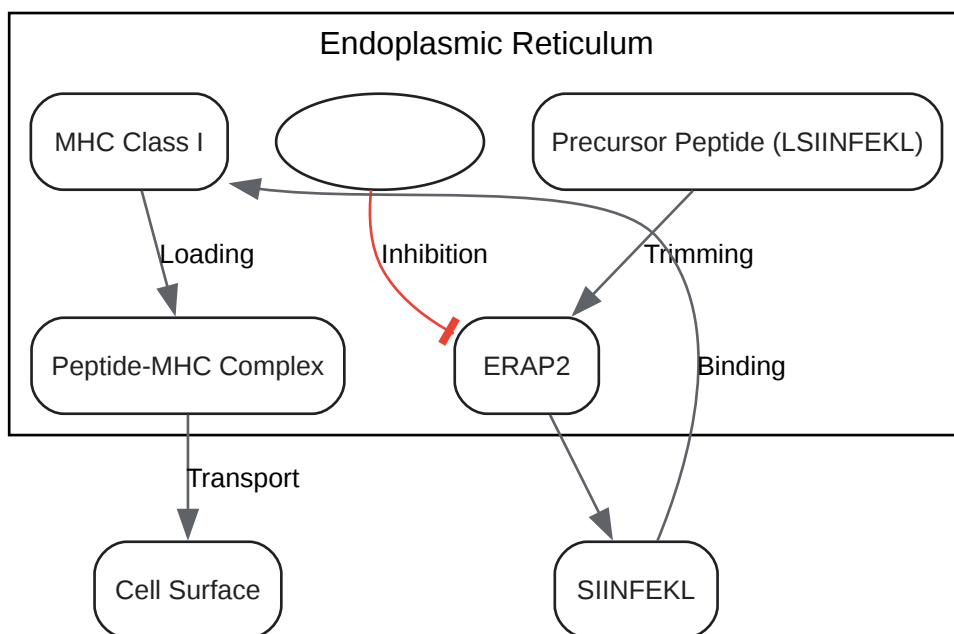 Endoplasmic Reticulum
MHC Class I
Precursor Peptide (LSIINFEKL)
Loading
Inhibition
Trimming
Peptide-MHC Complex
ERAP2
Binding
Transport
Cell Surface
SIINFEKL